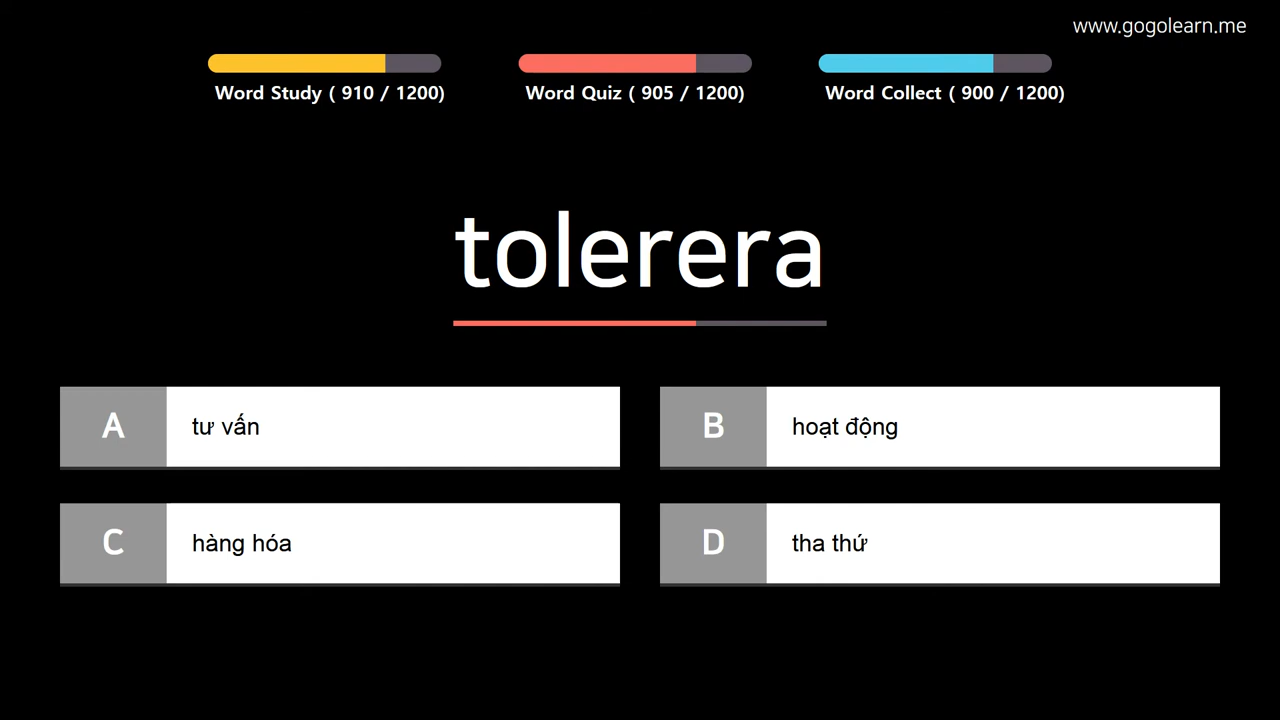 www.gogolearn.me
Word Study ( 910 / 1200)
Word Quiz ( 905 / 1200)
Word Collect ( 900 / 1200)
tolerera
A tư vấn
B hoạt động
C hàng hóa
D tha thứ